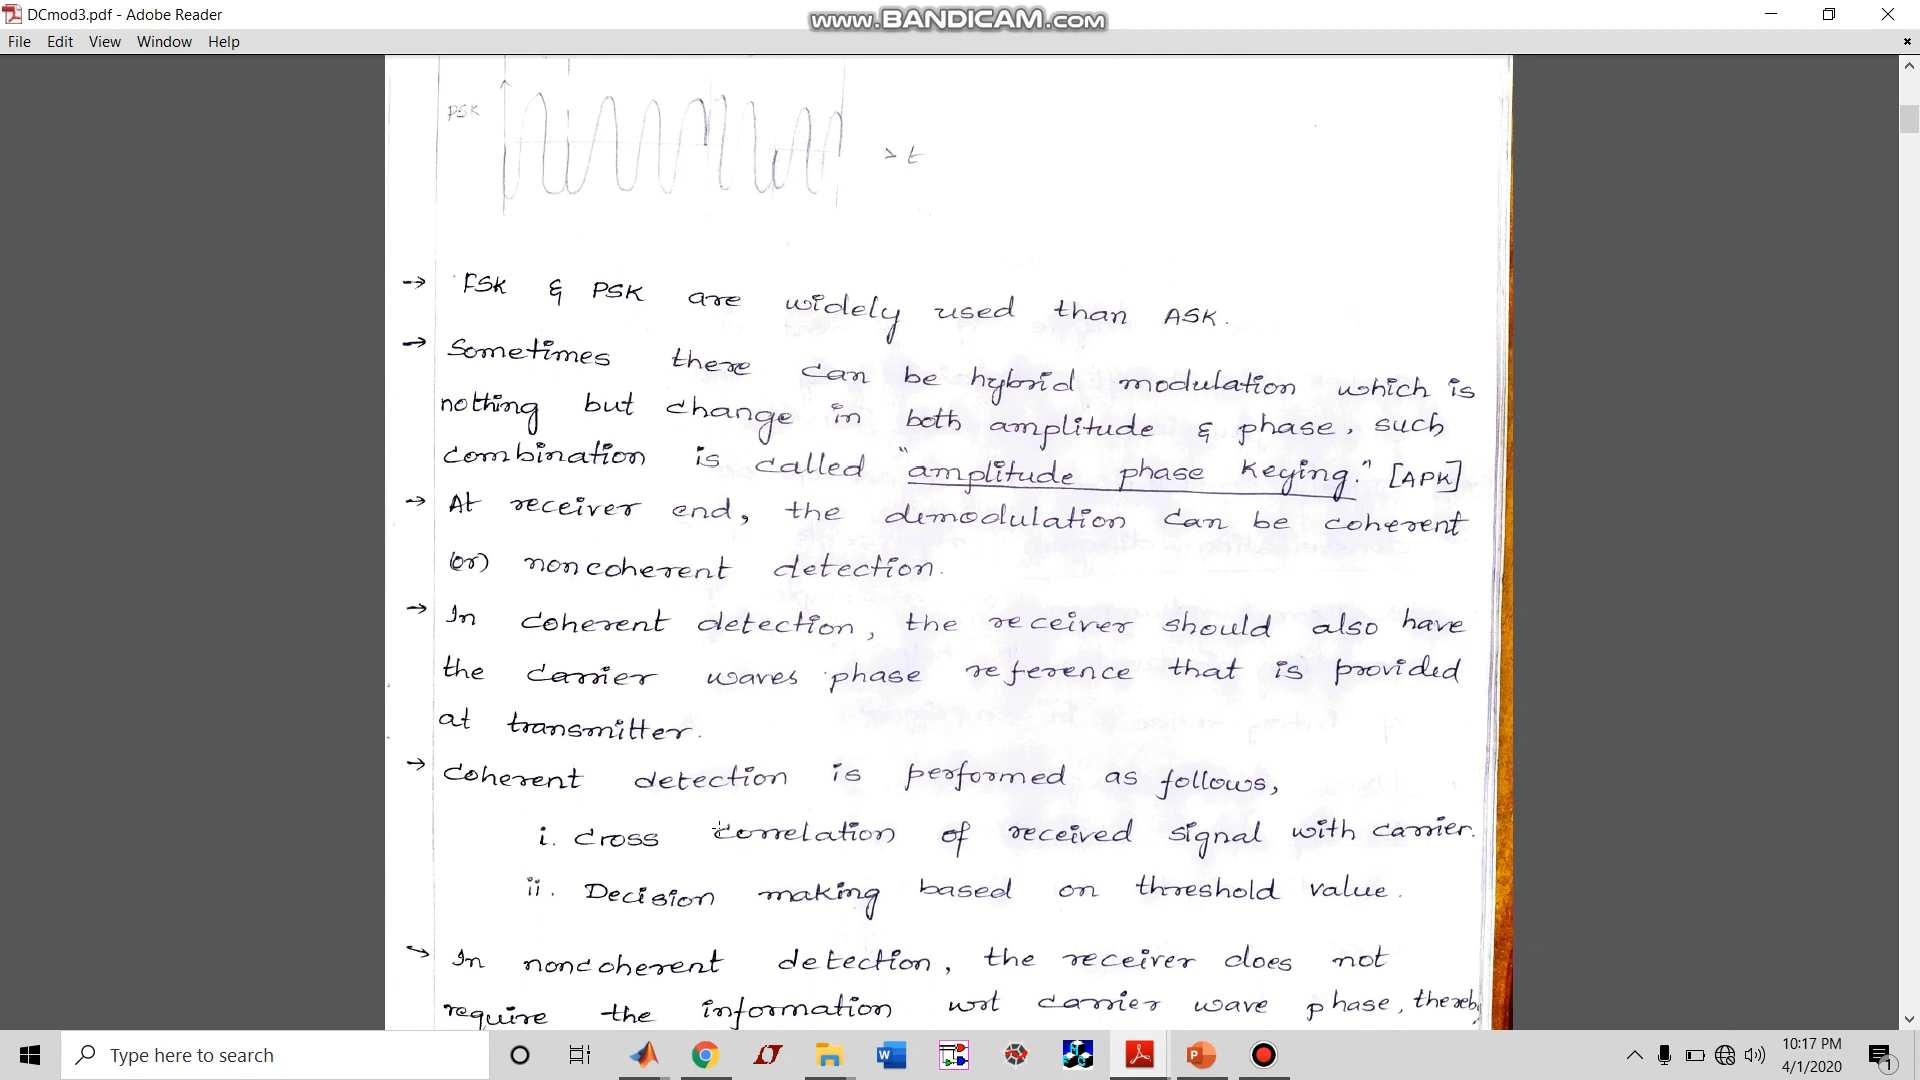 DCmod3.pdf - Adobe Reader
www.BANDICAM.com
File Edit View Window Help
PSK
> t
→ FSK & PSK are widely used than ASK.
→ Sometimes there can be hybrid modulation which is
nothing but change in both amplitude & phase, such
combination is called "amplitude phase keying." [APK]
→ At receiver end, the demodulation can be coherent
(or) noncoherent detection.
→ In coherent detection, the receiver should also have
the carrier waves phase reference that is provided
at transmitter.
→ Coherent detection is performed as follows,
i. Cross correlation of received signal with carrier.
ii. Decision making based on threshold value.
→ In noncoherent detection, the receiver does not
require the information wrt carrier wave phase, thereby
Type here to search
10:17 PM
4/1/2020
1